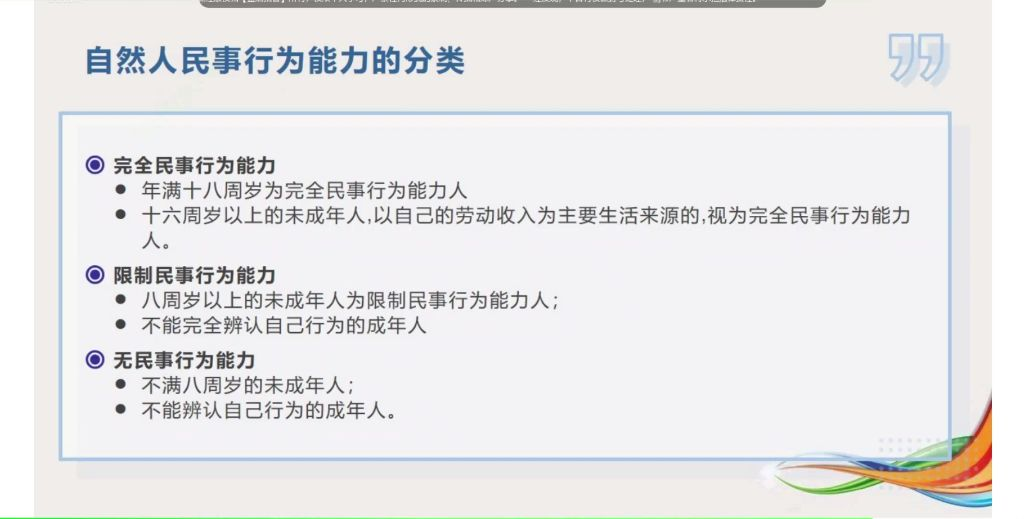 自然人民事行为能力的分类
完全民事行为能力
年满十八周岁为完全民事行为能力人
十六周岁以上的未成年人,以自己的劳动收入为主要生活来源的,视为完全民事行为能力
人。
限制民事行为能力
八周岁以上的未成年人为限制民事行为能力人；
不能完全辨认自己行为的成年人
无民事行为能力
不满八周岁的未成年人；
不能辨认自己行为的成年人。